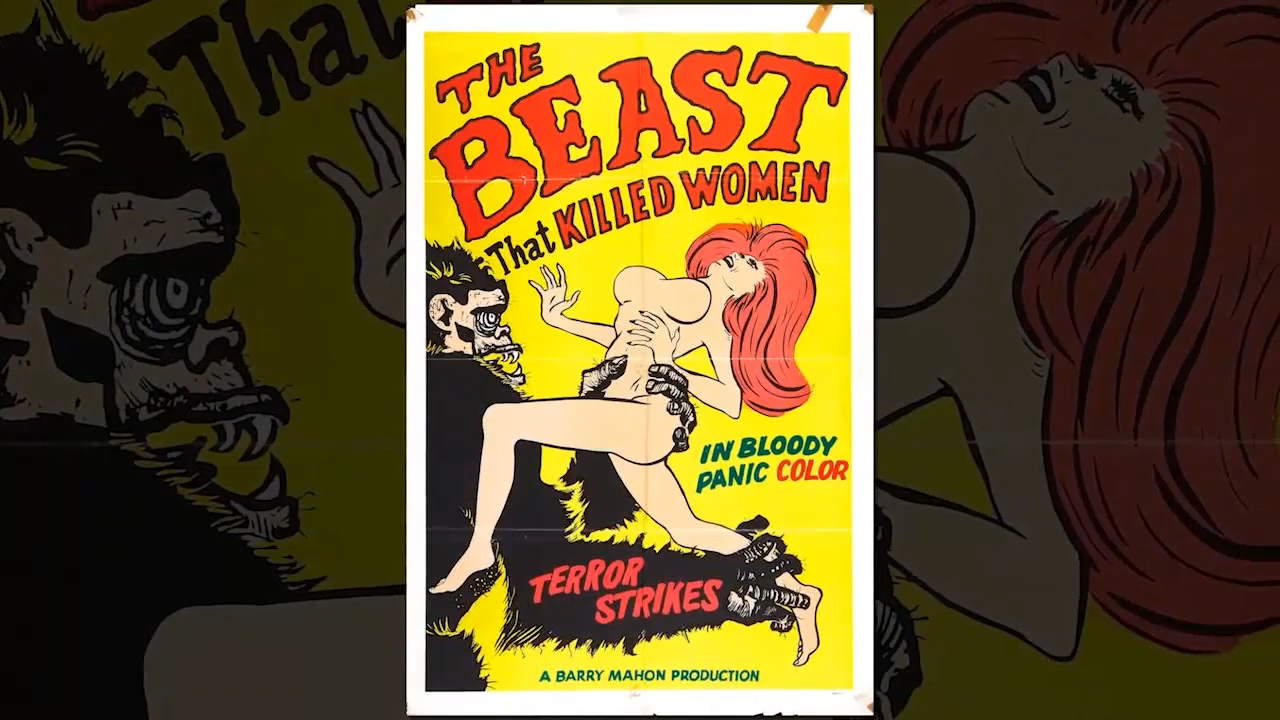 THE
BEAST
That KILLED WOMEN
IN BLOODY
PANIC COLOR
TERROR
STRIKES
A BARRY MAHON PRODUCTION